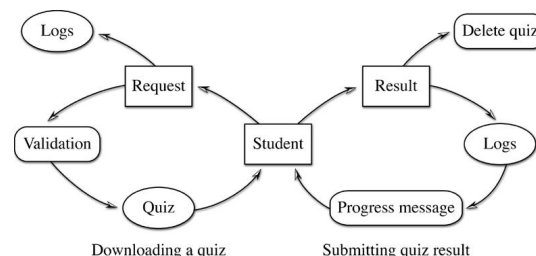 Logs
Delete quiz
Request
Result
Validation
Student
Logs
Quiz
Progress message
Downloading a quiz
Submitting quiz result